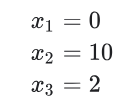 x₁ = 0
x₂ = 10
x₃ = 2